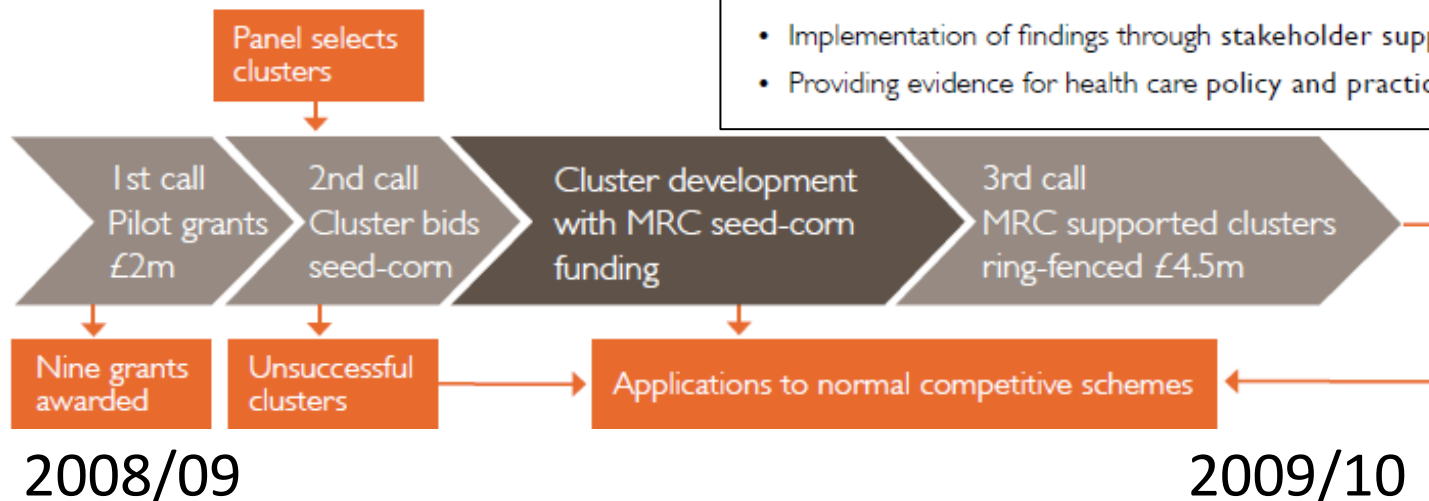 Panel selects
clusters
• Implementation of findings through stakeholder
• Providing evidence for health care policy and
1st call
Pilot grants
£2m
2nd call
Cluster bids
seed-corn
Cluster development
with MRC seed-corn
funding
3rd call
MRC supported clusters
ring-fenced £4.5m
Nine grants
awarded
Unsuccessful
clusters
Applications to normal competitive schemes
2008/09
2009/10